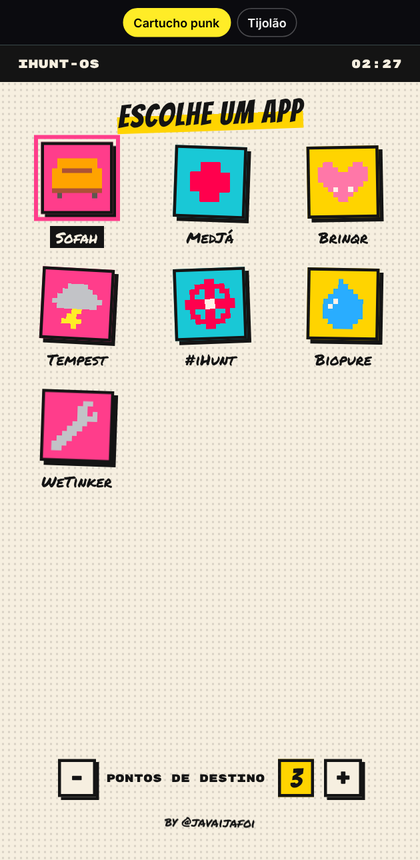 Cartucho punk Tijolão
IHUNT-OS 02:27
ESCOLHE UM APP
SOFAH MEDJÁ BRINQR
TEMPEST #IHUNT BIOPURE
WETINKER
- PONTOS DE DESTINO 3 +
BY @JAVAIJAFOI